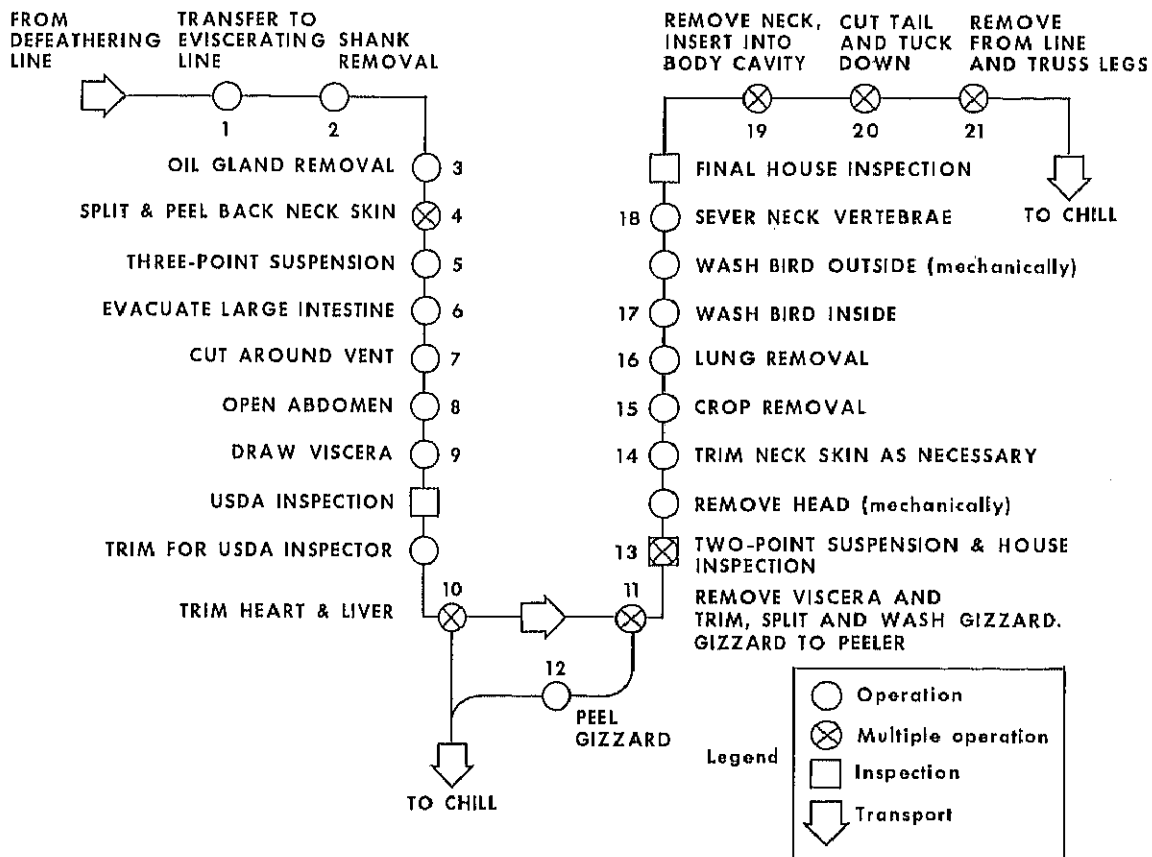 FROM
DEFEATHERING
LINE
TRANSFER TO
EVISCERATING
LINE
SHANK
REMOVAL
1
2
OIL GLAND REMOVAL 3
SPLIT & PEEL BACK NECK SKIN 4
THREE-POINT SUSPENSION 5
EVACUATE LARGE INTESTINE 6
CUT AROUND VENT 7
OPEN ABDOMEN 8
DRAW VISCERA 9
USDA INSPECTION
TRIM FOR USDA INSPECTOR
10
TRIM HEART & LIVER
11
REMOVE VISCERA AND
TRIM, SPLIT AND WASH GIZZARD.
GIZZARD TO PEELER
12
PEEL
GIZZARD
TO CHILL
13 TWO-POINT SUSPENSION & HOUSE
INSPECTION
REMOVE HEAD (mechanically)
14 TRIM NECK SKIN AS NECESSARY
15 CROP REMOVAL
16 LUNG REMOVAL
17 WASH BIRD INSIDE
WASH BIRD OUTSIDE (mechanically)
18 SEVER NECK VERTEBRAE
FINAL HOUSE INSPECTION
REMOVE NECK,
INSERT INTO
BODY CAVITY
19
CUT TAIL
AND TUCK
DOWN
20
REMOVE
FROM LINE
AND TRUSS LEGS
21
TO CHILL
Legend
Operation
Multiple operation
Inspection
Transport